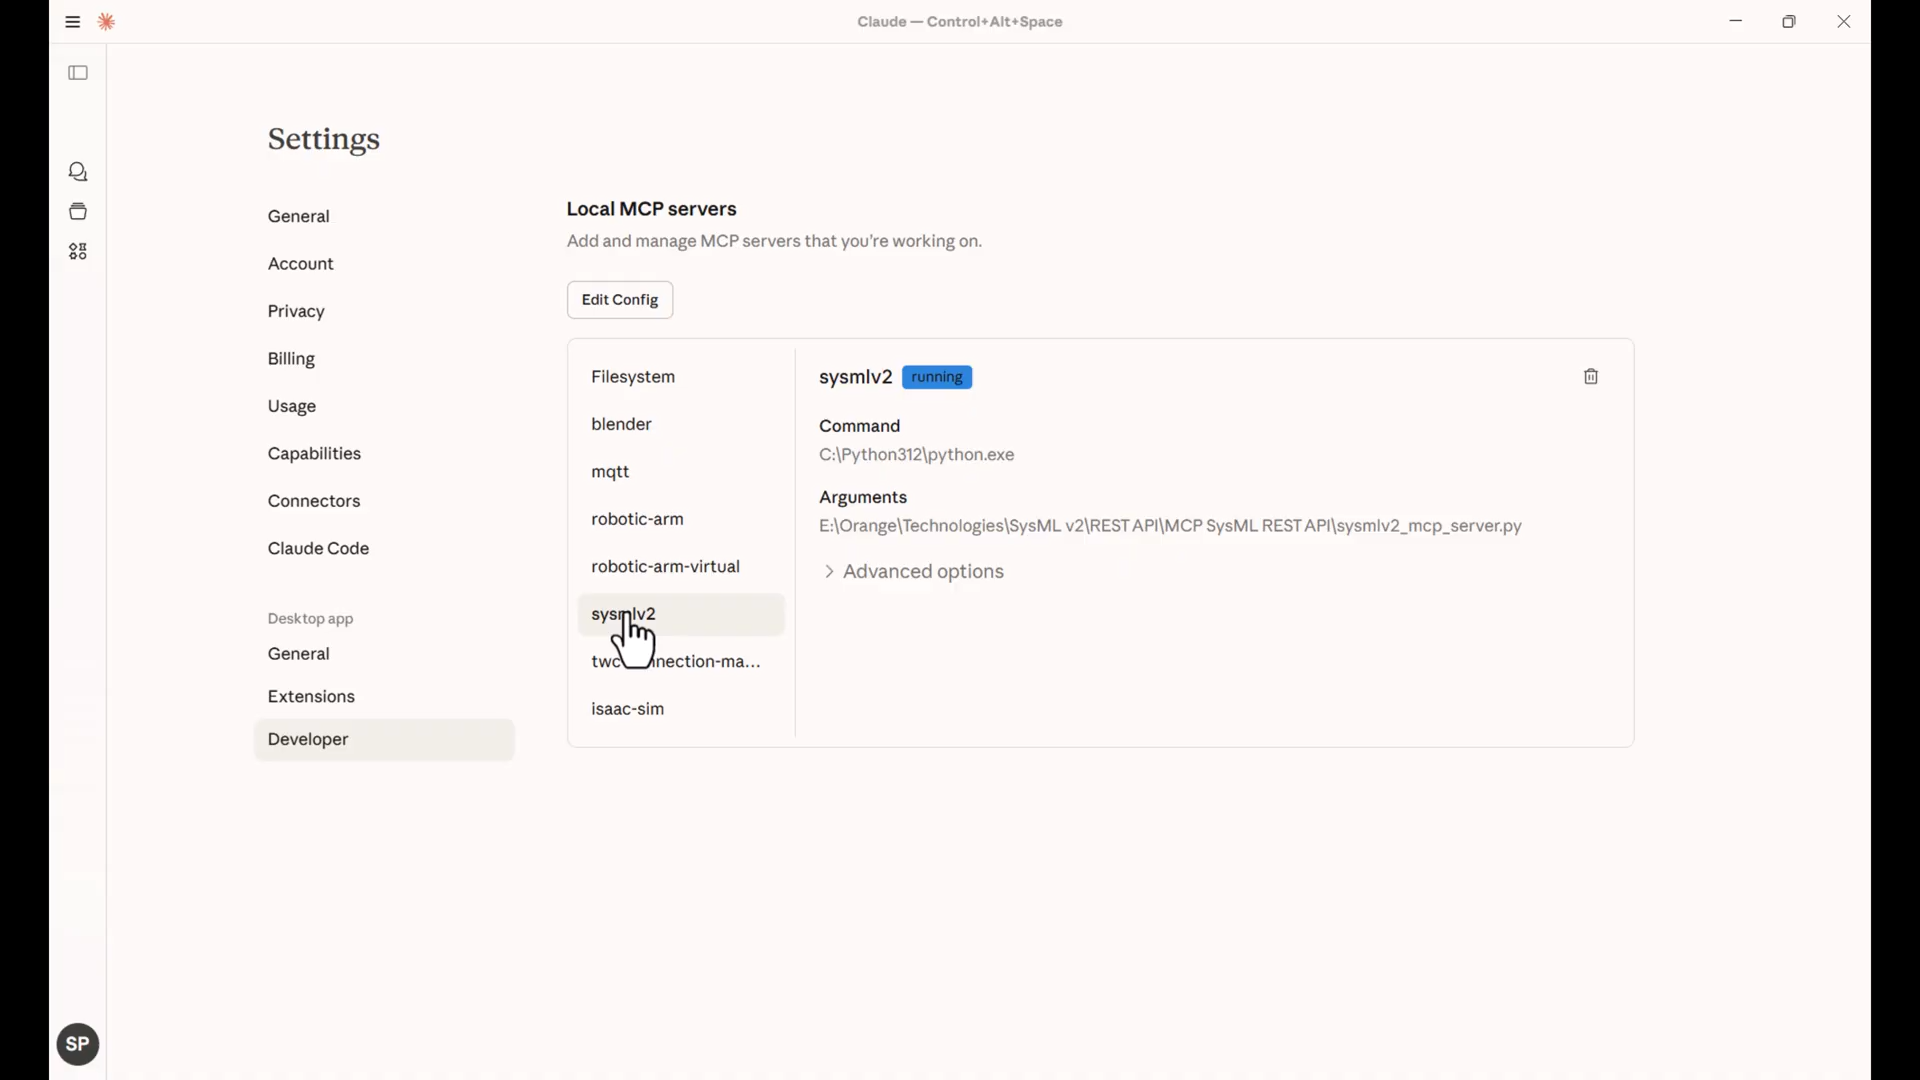 Claude — Control+Alt+Space
Settings
General
Account
Privacy
Billing
Usage
Capabilities
Connectors
Claude Code
Desktop app
General
Extensions
Developer
Local MCP servers
Add and manage MCP servers that you're working on.
Edit Config
Filesystem
blender
mqtt
robotic-arm
robotic-arm-virtual
sysmlv2
isaac-sim
sysmlv2 running
Command
C:\Python312\python.exe
Arguments
E:\Orange\Technologies\SysML v2\REST API\MCP SysML REST API\sysmlv2_mcp_server.py
Advanced options
SP